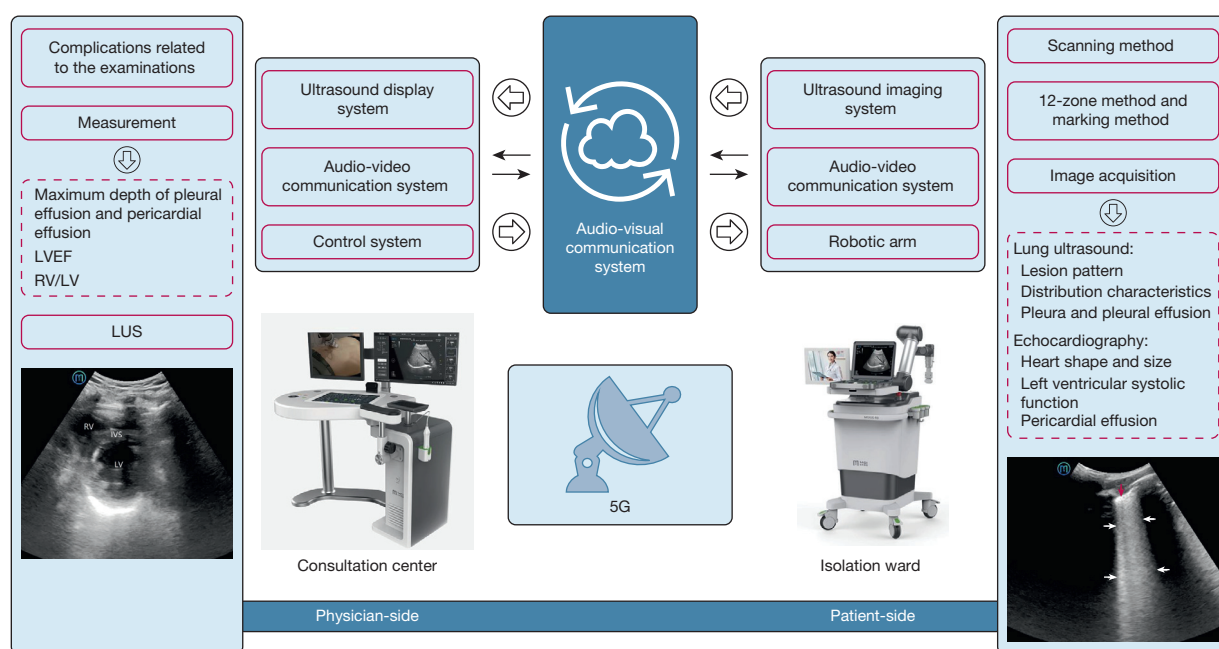 Complications related
to the examinations
Measurement
Maximum depth of pleural
effusion and pericardial
effusion
LVEF
RV/LV
LUS
RV
IVS
LV
Ultrasound display
system
Audio-video
communication system
Control system
Audio-visual
communication
system
Ultrasound imaging
system
Audio-video
communication system
Robotic arm
Consultation center
5G
Isolation ward
Physician-side
Patient-side
Scanning method
12-zone method and
marking method
Image acquisition
Lung ultrasound:
Lesion pattern
Distribution characteristics
Pleura and pleural effusion
Echocardiography:
Heart shape and size
Left ventricular systolic
function
Pericardial effusion